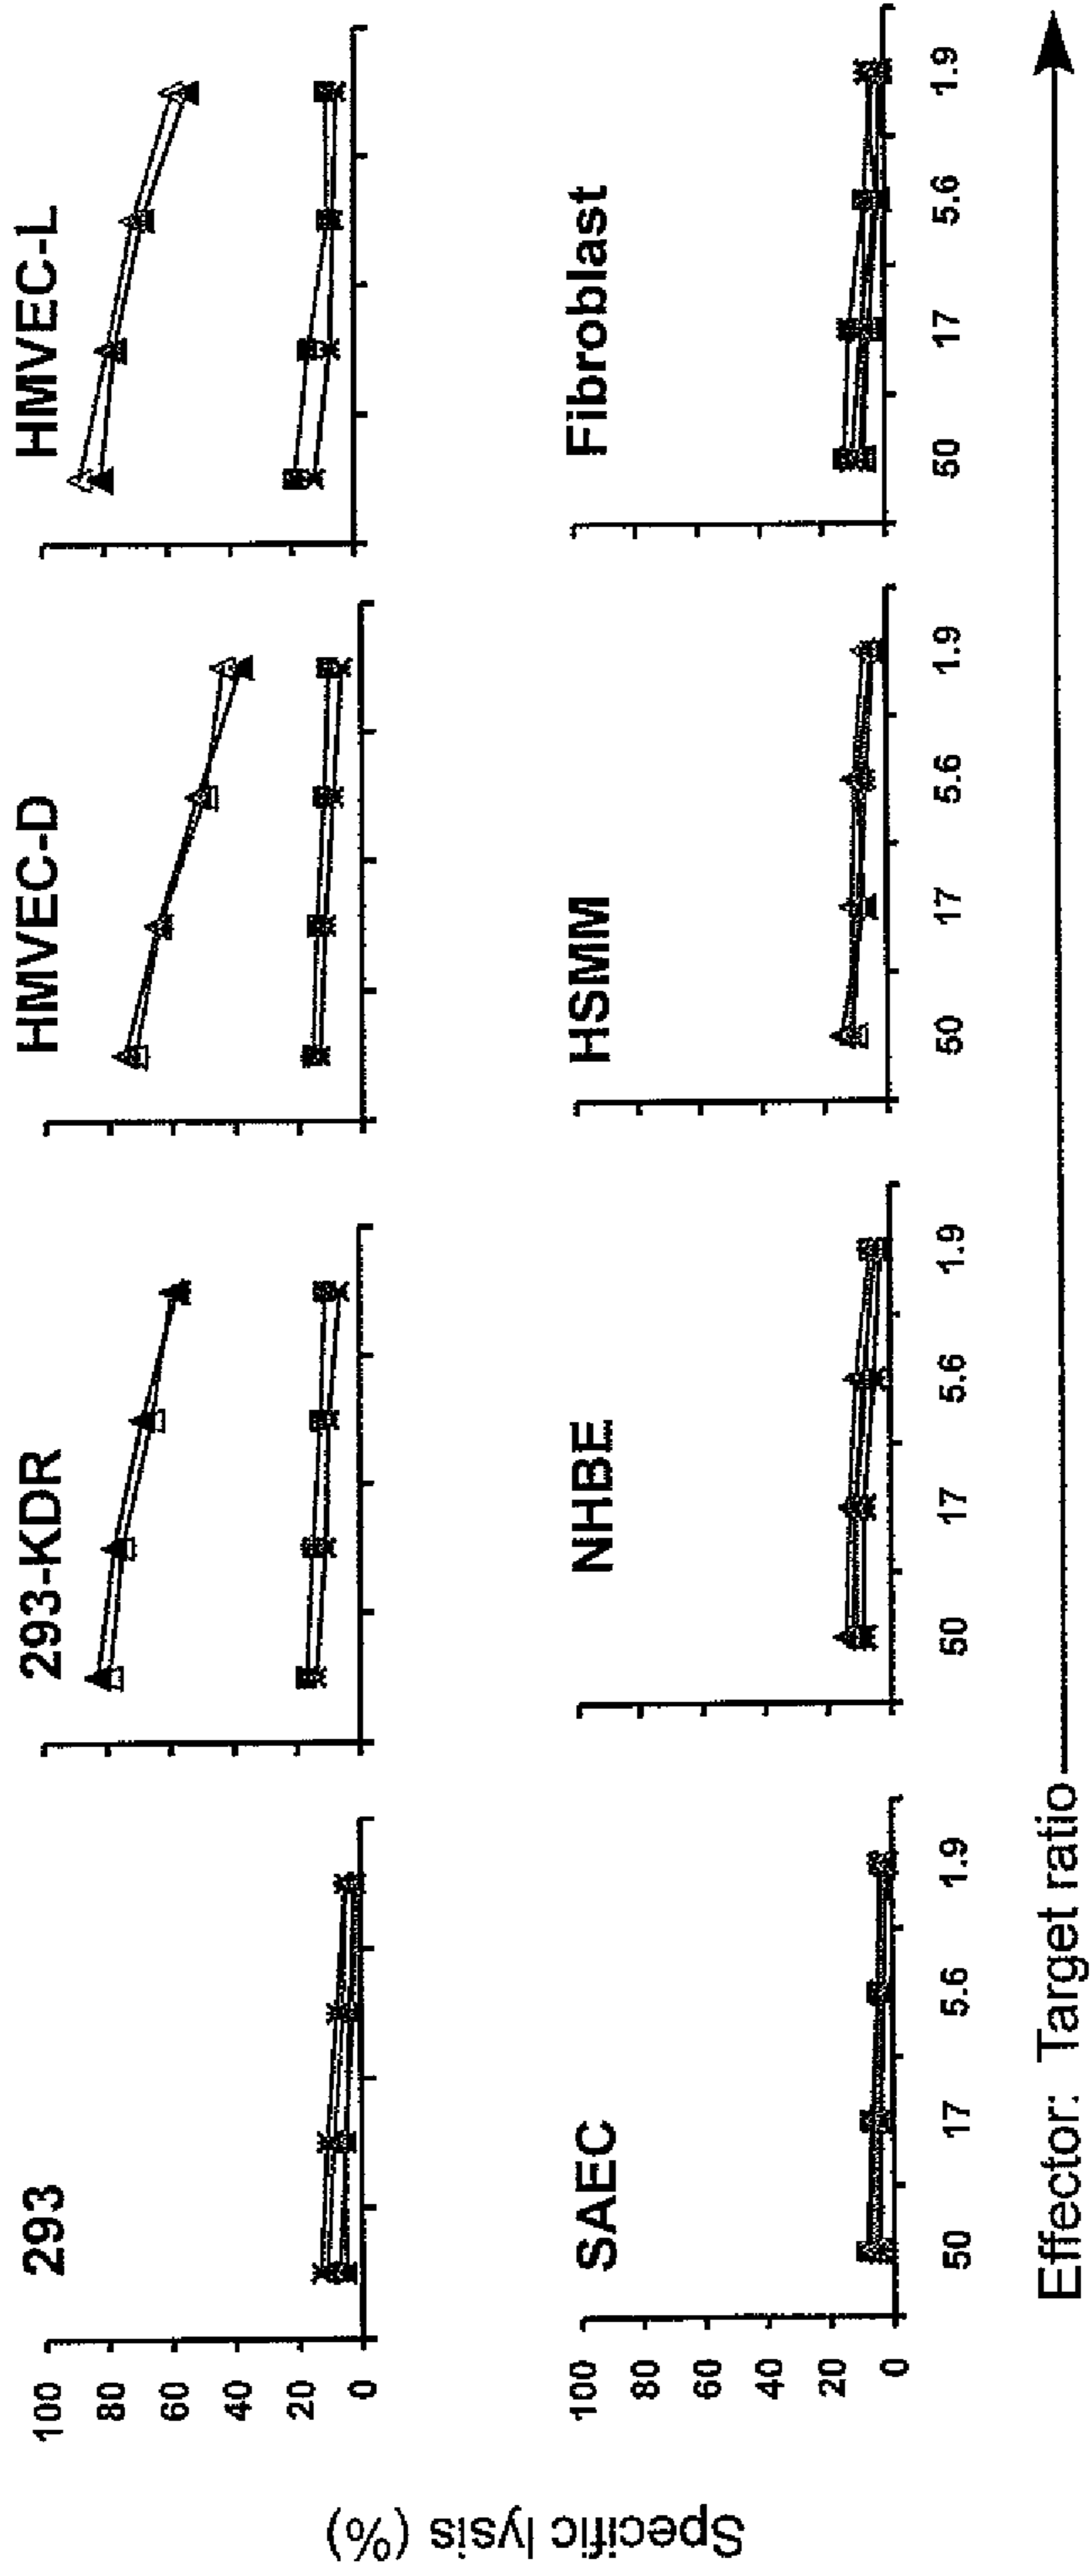 Specific lysis (%)
293
293-KDR
HMVEC-D
HMVEC-L
100
80
60
40
20
0
SAEC
NHBE
HSMM
Fibroblast
100
80
60
40
20
0
50 17 5.6 1.9
50 17 5.6 1.9
50 17 5.6 1.9
50 17 5.6 1.9
Effector: Target ratio